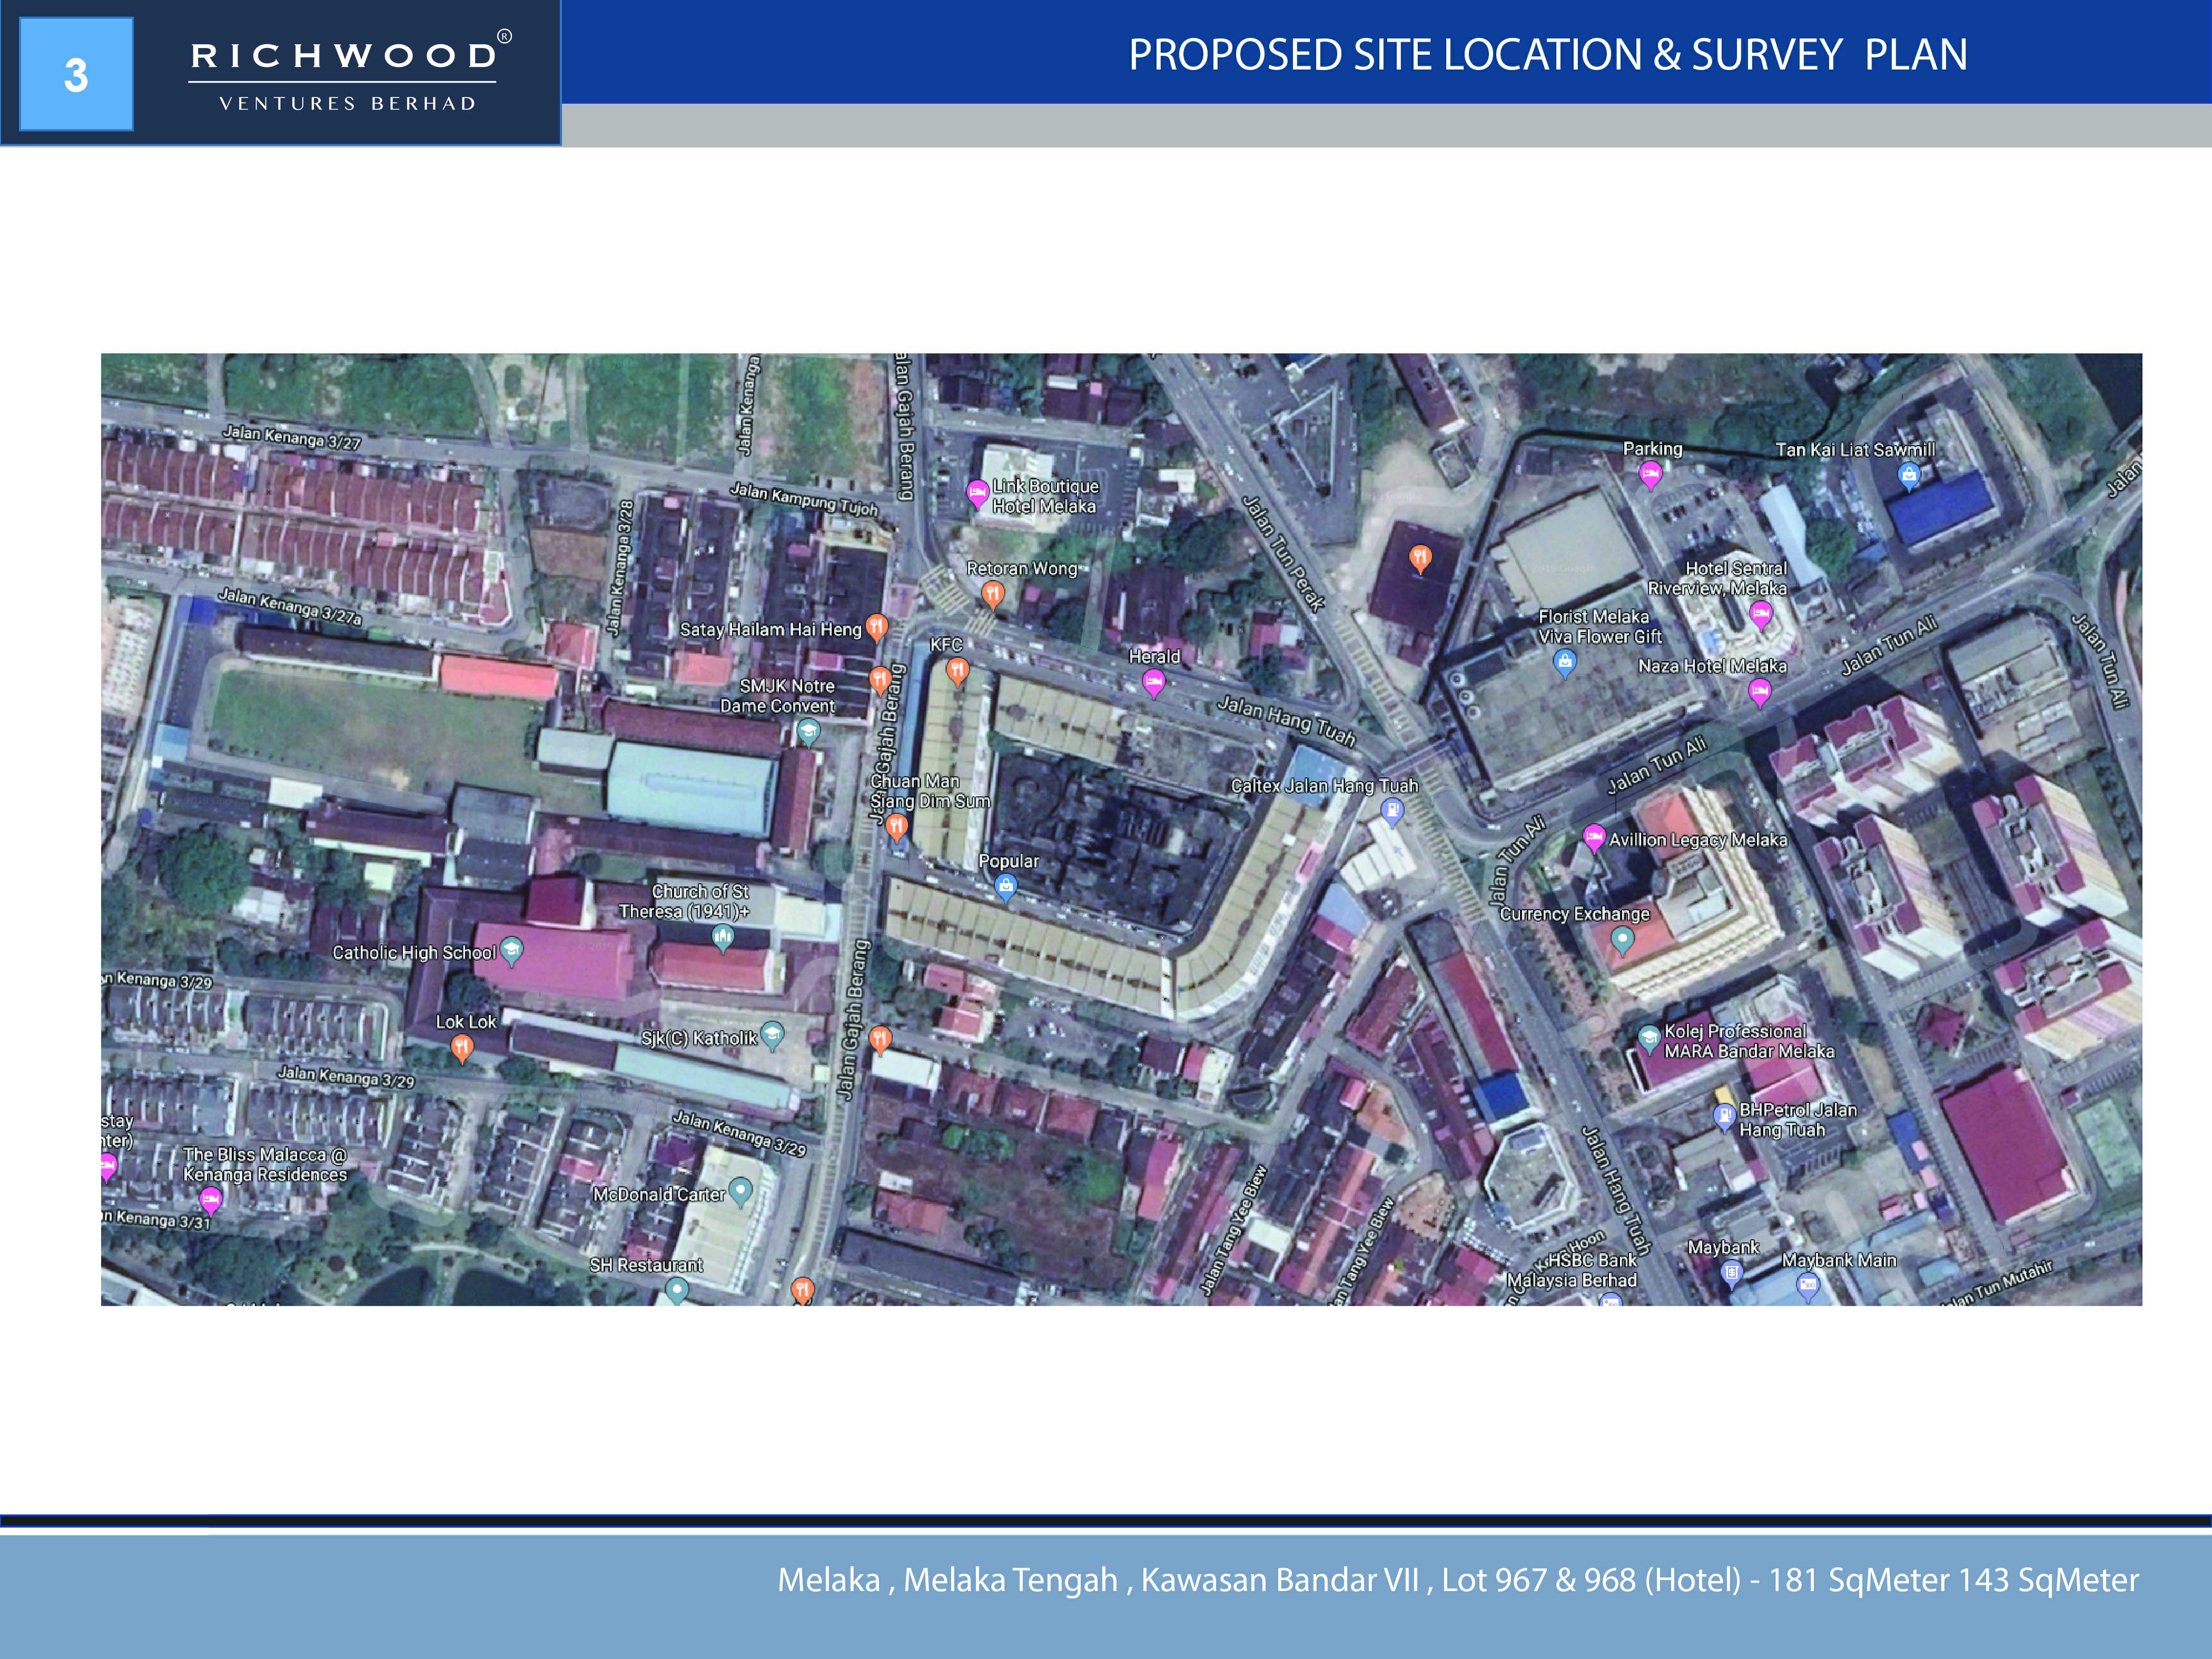 3
RICHWOOD®
VENTURES BERHAD
PROPOSED SITE LOCATION & SURVEY PLAN
Jalan Kenanga 3/27
Jalan Kenanga
Jalan Gajah Berang
Jalan Kampung Tujoh
Link Boutique
Hotel Melaka
Jalan Tun Perak
Parking
Tan Kai Liat Sawmill
Jalan
Jalan Kenanga 3/28
Retoran Wong
Hotel Sentral
Riverview, Melaka
Jalan Kenanga 3/27a
Satay Hailam Hai Heng
KFC
Herald
Florist Melaka
Viva Flower Gift
Naza Hotel Melaka
Jalan Tun Ali
Jalan Tun Ali
SMJK Notre
Dame Convent
Jalan Gajah Berang
Jalan Hang Tuah
Jalan Tun Ali
Chuan Man
Siang Dim Sum
Caltex Jalan Hang Tuah
Jalan Tun Ali
Avillion Legacy Melaka
Popular
Church of St
Theresa (1941)+
Currency Exchange
Catholic High School
n Kenanga 3/29
Jalan Gajah Berang
Lok Lok
Sjk(C) Katholik
Kolej Professional
MARA Bandar Melaka
Jalan Kenanga 3/29
BHPetrol Jalan
Hang Tuah
stay
nter)
Jalan Kenanga 3/29
The Bliss Malacca @
Kenanga Residences
McDonald Carter
Jalan Tang Yee Biew
an Tang Yee Biew
Jalan Hang Tuah
n Kenanga 3/31
SH Restaurant
Hoon
HSBC Bank
Malaysia Berhad
Maybank
Maybank Main
alan Tun Mutahir
Melaka , Melaka Tengah , Kawasan Bandar VII , Lot 967 & 968 (Hotel) - 181 SqMeter 143 SqMeter